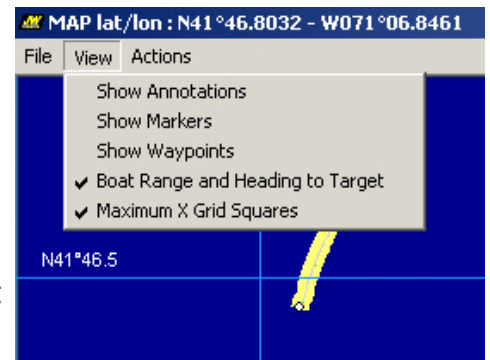 MAP lat/lon : N41°46.8032 - W071°06.8461
File View Actions
Show Annotations
Show Markers
Show Waypoints
✓ Boat Range and Heading to Target
✓ Maximum X Grid Squares
N41°46.5